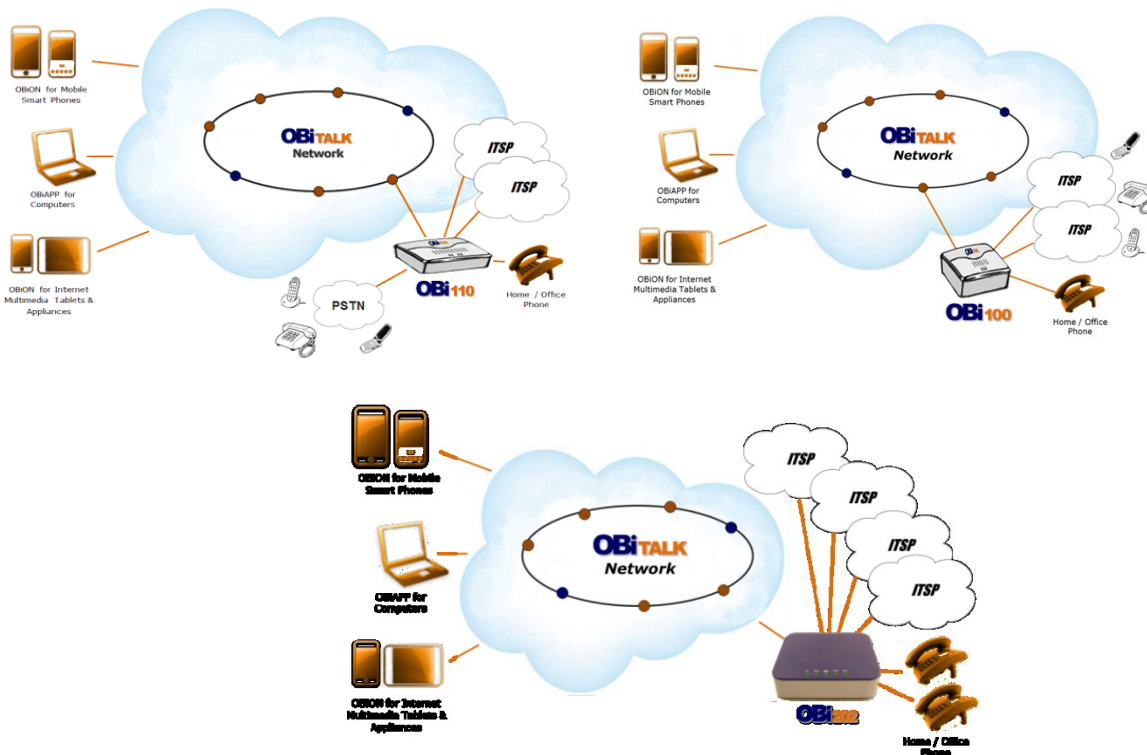 OBiON for Mobile
Smart Phones
OBiAPP for
Computers
OBiON for Internet
Multimedia Tablets &
Appliances
OBiTALK
Network
ITSP
ITSP
OBi110
Home / Office
Phone
PSTN
OBiON for Mobile
Smart Phones
OBiAPP for
Computers
OBiON for Internet
Multimedia Tablets &
Appliances
OBiTALK
Network
ITSP
ITSP
OBi100
Home / Office
Phone
OBiON for Mobile
Smart Phones
OBiAPP for
Computers
OBiON for Internet
Multimedia Tablets &
Appliances
OBiTALK
Network
ITSP
ITSP
ITSP
ITSP
OBi202
Home / Office
Phone